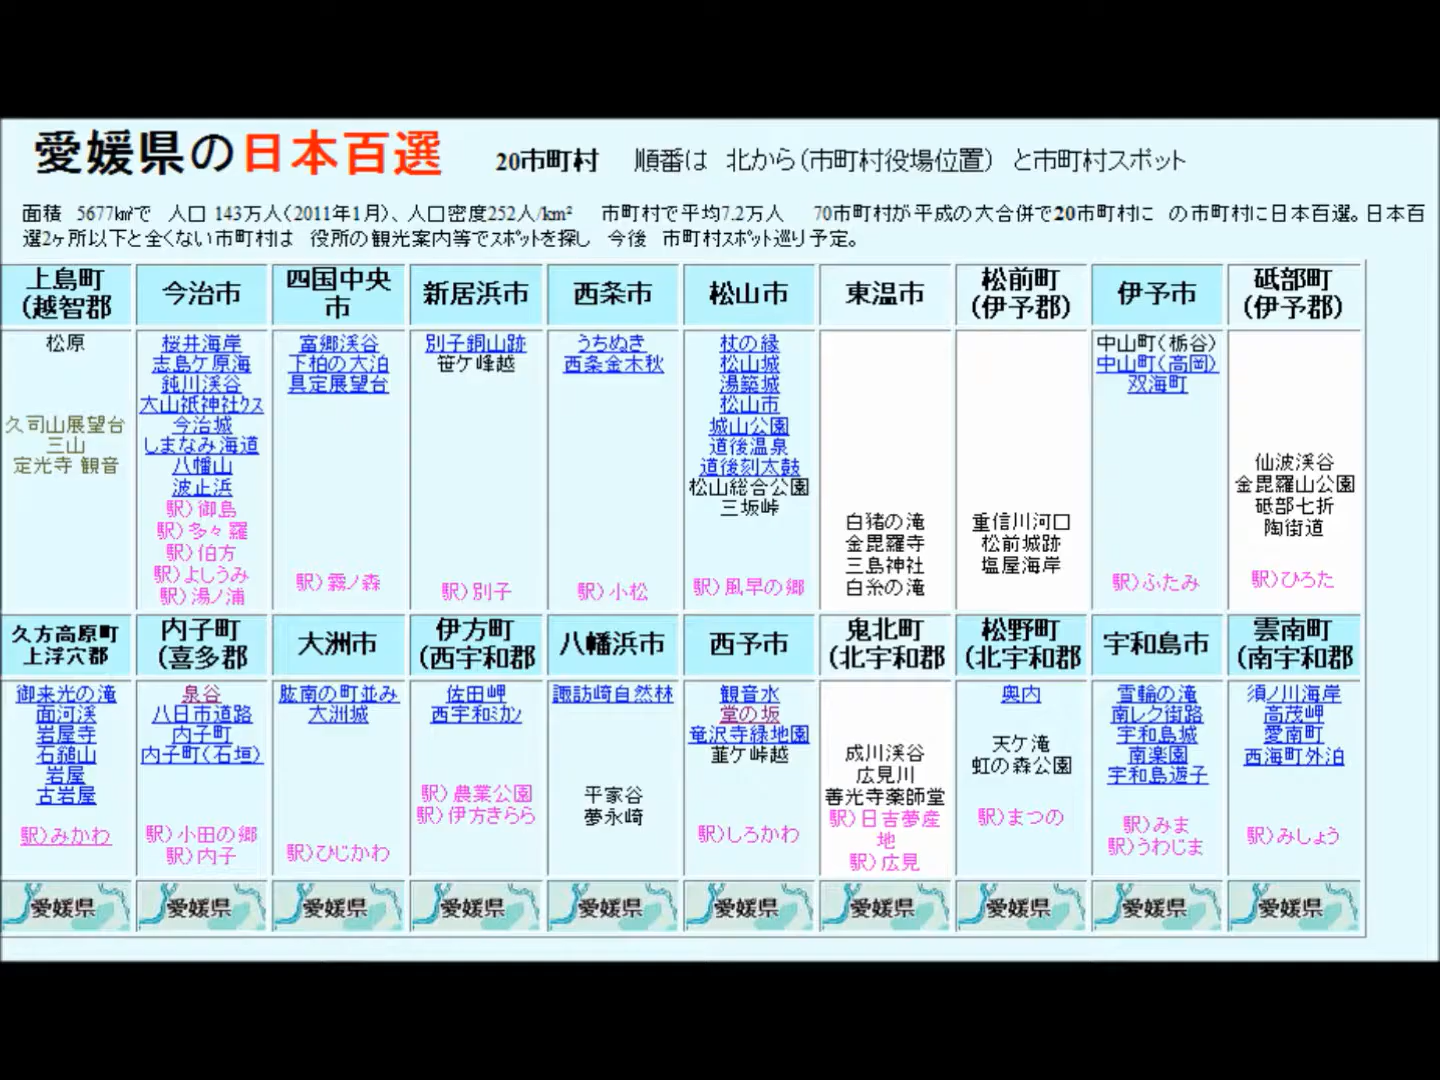 愛媛県の日本百選 20市町村 順番は 北から（市町村役場位置） と市町村スポット
面積 5677k㎡で 人口 143万人（2011年1月）、人口密度252人/km² 市町村で平均7.2万人 70市町村が平成の大合併で20市町村に の市町村に日本百選。日本百
選2ヶ所以下と全くない市町村は 役所の観光案内等でスポットを探し 今後 市町村スポット巡り予定。
上島町
（越智郡
今治市
四国中央
市
新居浜市
西条市
松山市
東温市
松前町
（伊予郡）
伊予市
砥部町
（伊予郡）
松原
久司山展望台
三山
定光寺 観音
桜井海岸
志島ケ原海
鈍川渓谷
大山祇神社クス
今治城
しまなみ海道
八幡山
波止浜
駅）御島
駅）多々羅
駅）伯方
駅）よしうみ
駅）湯ノ浦
富郷渓谷
下柏の大泊
具定展望台
駅）霧ノ森
別子銅山跡
笹ケ峰越
駅）別子
うちぬき
西条金木秋
駅）小松
杖の縁
松山城
湯築城
松山市
城山公園
道後温泉
道後刻太鼓
松山総合公園
三坂峠
駅）風早の郷
白猪の滝
金毘羅寺
三島神社
白糸の滝
重信川河口
松前城跡
塩屋海岸
中山町（栃谷）
中山町（高岡）
双海町
駅）ふたみ
仙波渓谷
金毘羅山公園
砥部七折
陶街道
駅）ひろた
久方高原町
上浮穴郡
内子町
（喜多郡
大洲市
伊方町
（西宇和郡
八幡浜市
西予市
鬼北町
（北宇和郡
松野町
（北宇和郡
宇和島市
雲南町
（南宇和郡
御来光の滝
面河渓
岩屋寺
石鎚山
岩屋
古岩屋
駅）みかわ
泉谷
八日市道路
内子町
内子町（石垣）
駅）小田の郷
駅）内子
肱南の町並み
大洲城
駅）ひじかわ
佐田岬
西宇和ミカン
駅）農業公園
駅）伊方きらら
諏訪崎自然林
平家谷
夢永崎
観音水
堂の坂
竜沢寺緑地園
韮ケ峠越
駅）しろかわ
成川渓谷
広見川
善光寺薬師堂
駅）日吉夢産
地
駅）広見
奥内
天ケ滝
虹の森公園
駅）まつの
雪輪の滝
南レク街路
宇和島城
南楽園
宇和島遊子
駅）みま
駅）うわじま
須ノ川海岸
高茂岬
愛南町
西海町外泊
駅）みしょう
愛媛県 愛媛県 愛媛県 愛媛県 愛媛県 愛媛県 愛媛県 愛媛県 愛媛県 愛媛県